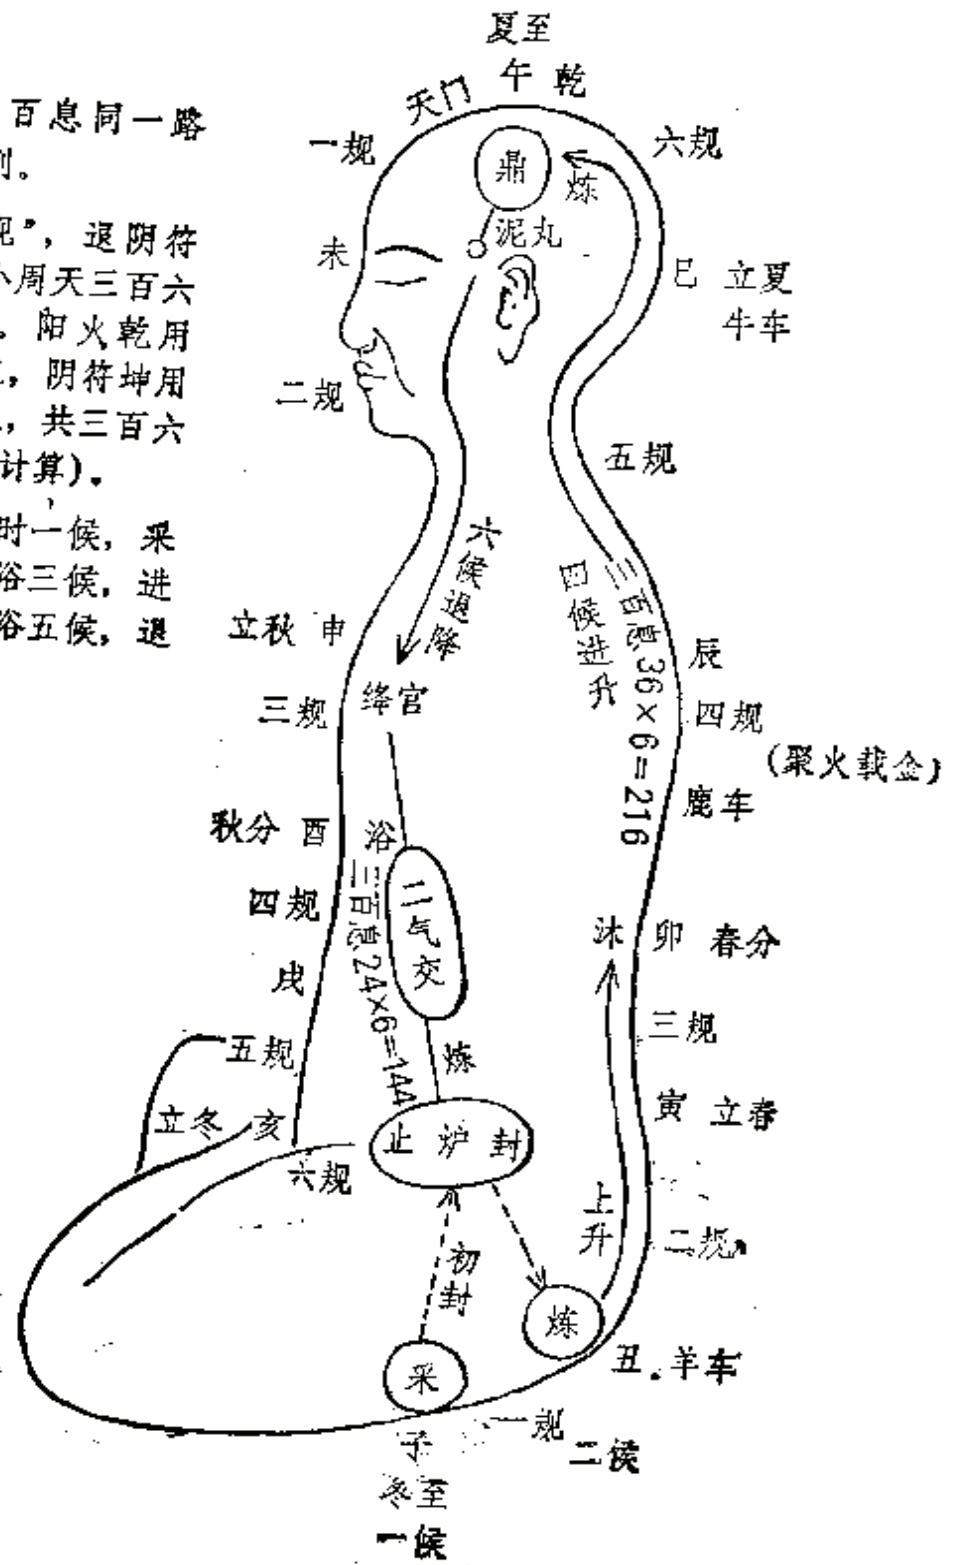 百息同一路
规”，退阴符
小周天三百六
。阳火乾用
，阴符坤用
，共三百六
计算）。
时一候，采
浴三候，进
浴五候，退
夏至
午 乾
天门
一规
六规
鼎
炼
泥丸
未
巳 立夏
牛车
二规
五规
六候退降
四候进升
三百息36×6=216
立秋 申
辰
三规
绛宫
四规
(聚火载金)
鹿车
秋分 酉
浴
三百息24×6=144
四规
二气交
沐 卯 春分
戌
三规
五规
炼
寅 立春
立冬 亥
止 炉 封
六规
上升
二规
初封
炼
丑.羊车
采
一规
子
二侯
冬至
一候